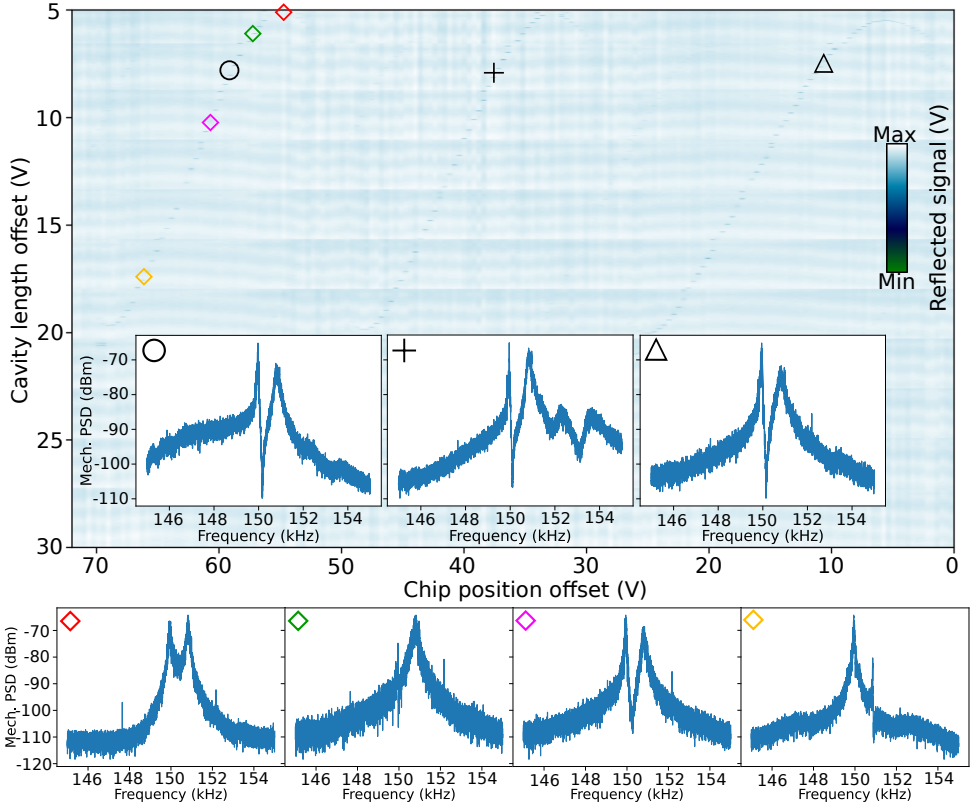 5
10
15
20
25
30
Cavity length offset (V)
Max
Min
Reflected signal (V)
-70
-80
-90
-100
-110
Mech. PSD (dBm)
146 148 150 152 154
Frequency (kHz)
146 148 150 152 154
Frequency (kHz)
146 148 150 152 154
Frequency (kHz)
70 60 50 40 30 20 10 0
Chip position offset (V)
-70
-80
-90
-100
-110
-120
Mech. PSD (dBm)
146 148 150 152 154
Frequency (kHz)
146 148 150 152 154
Frequency (kHz)
146 148 150 152 154
Frequency (kHz)
146 148 150 152 154
Frequency (kHz)